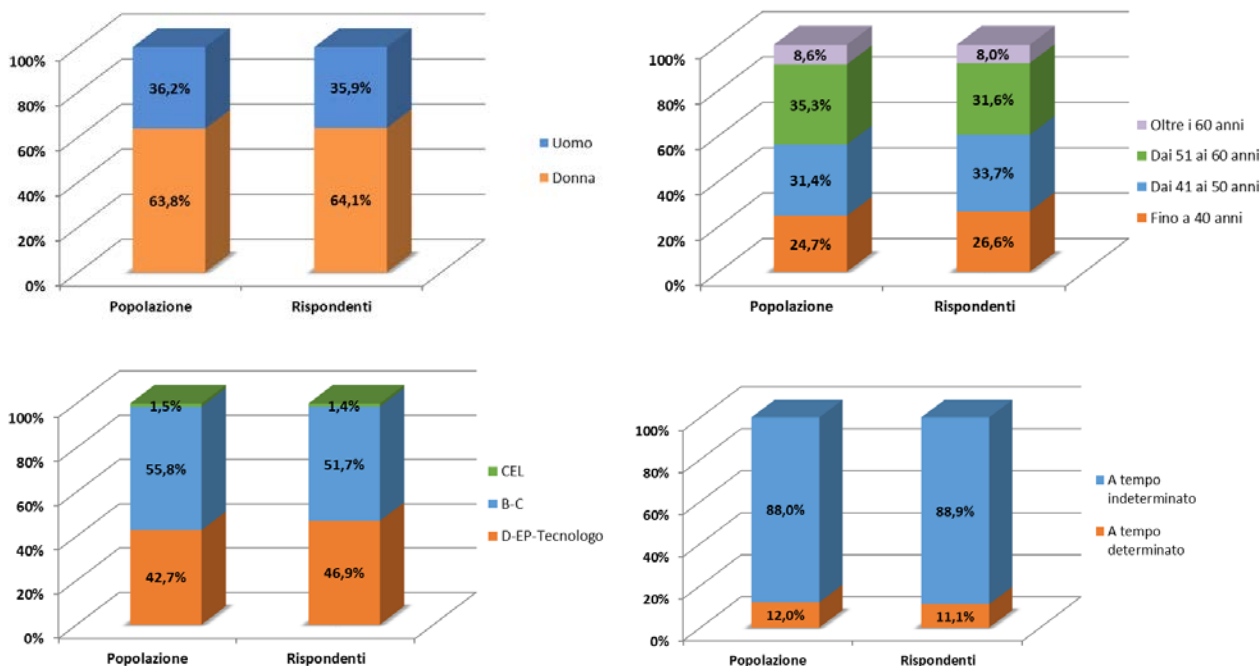 100%
80%
60%
40%
20%
0%
36,2%
35,9%
63,8%
64,1%
Popolazione
Rispondenti
Uomo
Donna
100%
80%
60%
40%
20%
0%
8,6%
8,0%
35,3%
31,6%
31,4%
33,7%
24,7%
26,6%
Popolazione
Rispondenti
Oltre i 60 anni
Dai 51 ai 60 anni
Dai 41 ai 50 anni
Fino a 40 anni
100%
80%
60%
40%
20%
0%
1,5%
1,4%
55,8%
51,7%
42,7%
46,9%
Popolazione
Rispondenti
CEL
B-C
D-EP-Tecnologo
100%
80%
60%
40%
20%
0%
88,0%
88,9%
12,0%
11,1%
Popolazione
Rispondenti
A tempo
indeterminato
A tempo
determinato